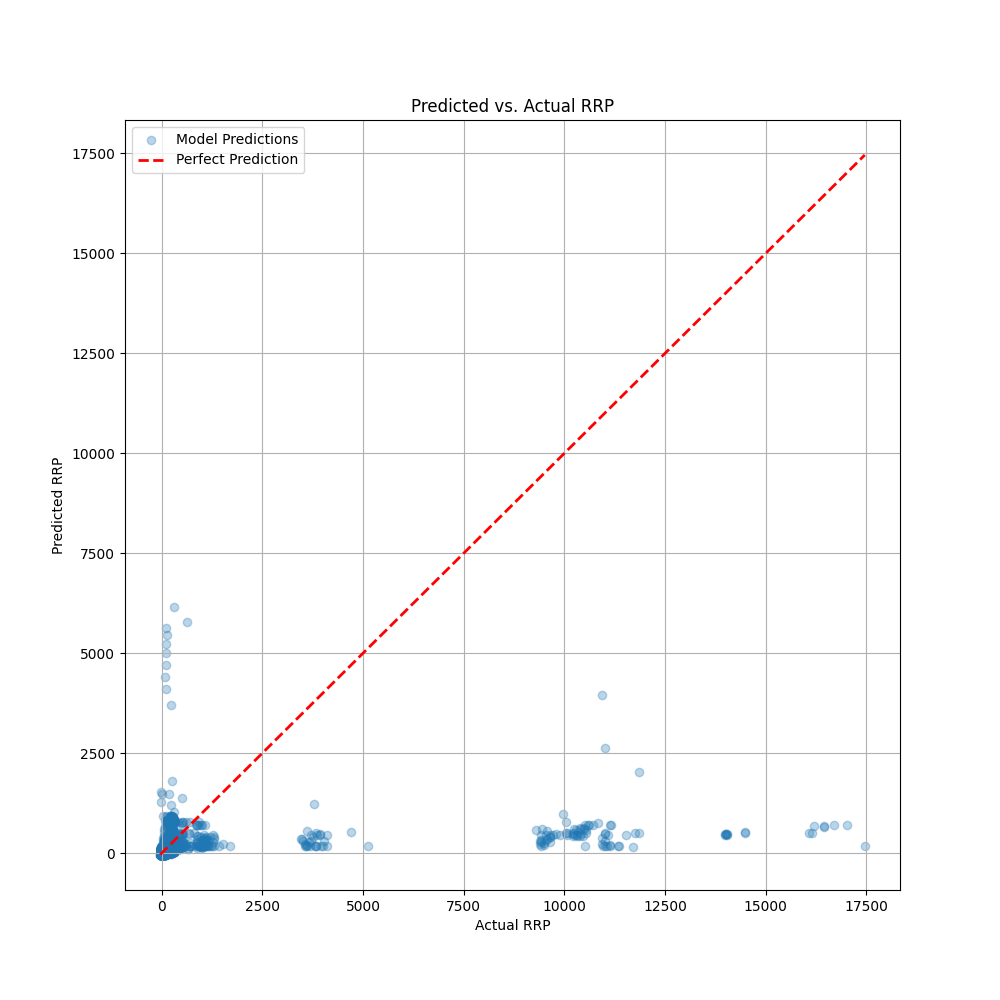 Predicted vs. Actual RRP
Model Predictions
Perfect Prediction
17500
15000
12500
10000
7500
5000
2500
0
Predicted RRP
0 2500 5000 7500 10000 12500 15000 17500
Actual RRP